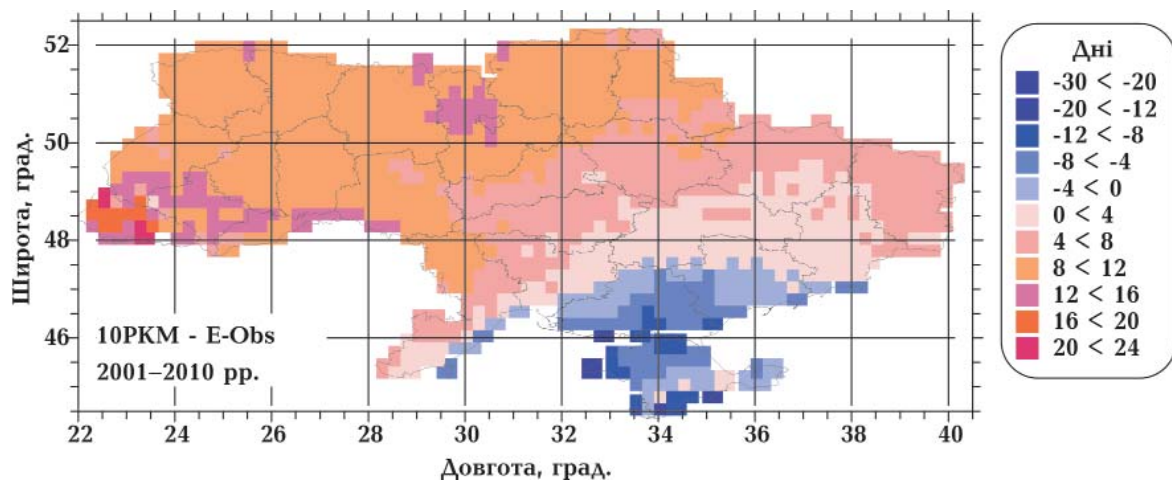 52
50
48
46
Широта, град.
10РКМ - E-Obs
2001–2010 рр.
22 24 26 28 30 32 34 36 38 40
Довгота, град.
Дні
-30 < -20
-20 < -12
-12 < -8
-8 < -4
-4 < 0
0 < 4
4 < 8
8 < 12
12 < 16
16 < 20
20 < 24